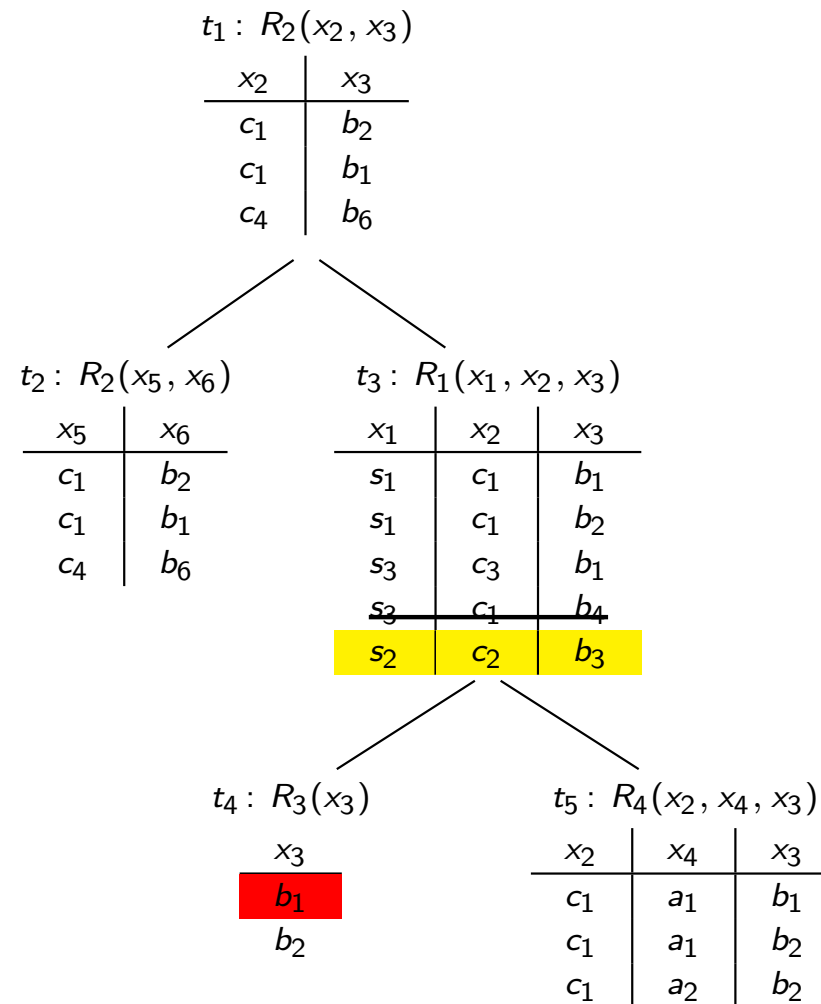 t₁ : R₂(x₂, x₃)
x₂ x₃
c₁ b₂
c₁ b₁
c₄ b₆
t₂ : R₂(x₅, x₆) t₃ : R₁(x₁, x₂, x₃)
x₅ x₆ x₁ x₂ x₃
c₁ b₂ s₁ c₁ b₁
c₁ b₁ s₁ c₁ b₂
c₄ b₆ s₃ c₃ b₁
s₃ c₁ b₄
s₂ c₂ b₃
t₄ : R₃(x₃) t₅ : R₄(x₂, x₄, x₃)
x₃ x₂ x₄ x₃
b₁ c₁ a₁ b₁
b₂ c₁ a₁ b₂
c₁ a₂ b₂